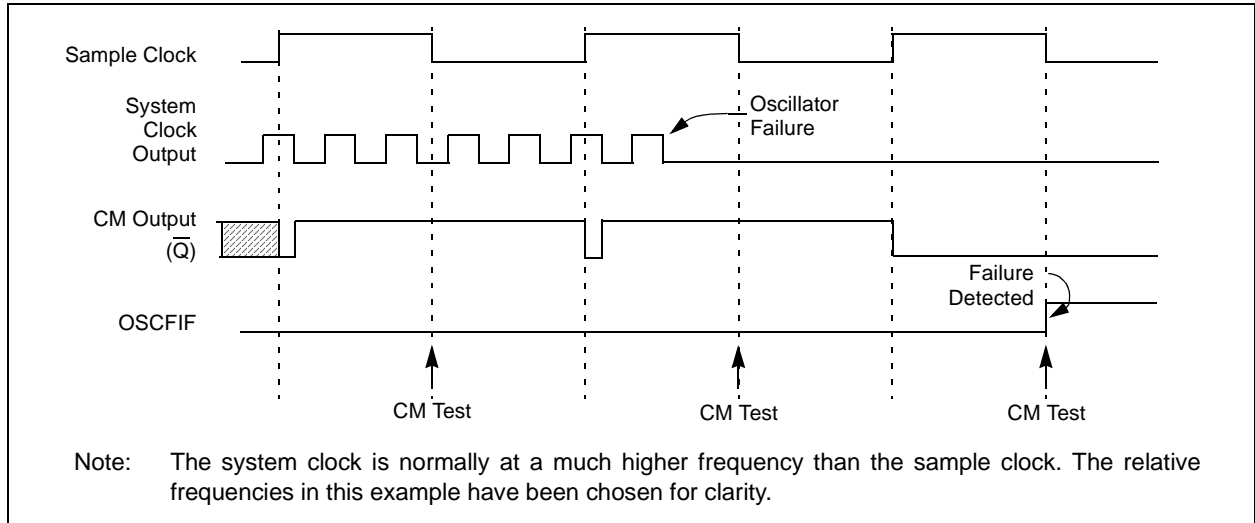 Sample Clock
System
Clock
Output
Oscillator
Failure
CM Output
(Q̅)
Failure
Detected
OSCFIF
CM Test
CM Test
CM Test
Note: The system clock is normally at a much higher frequency than the sample clock. The relative
frequencies in this example have been chosen for clarity.